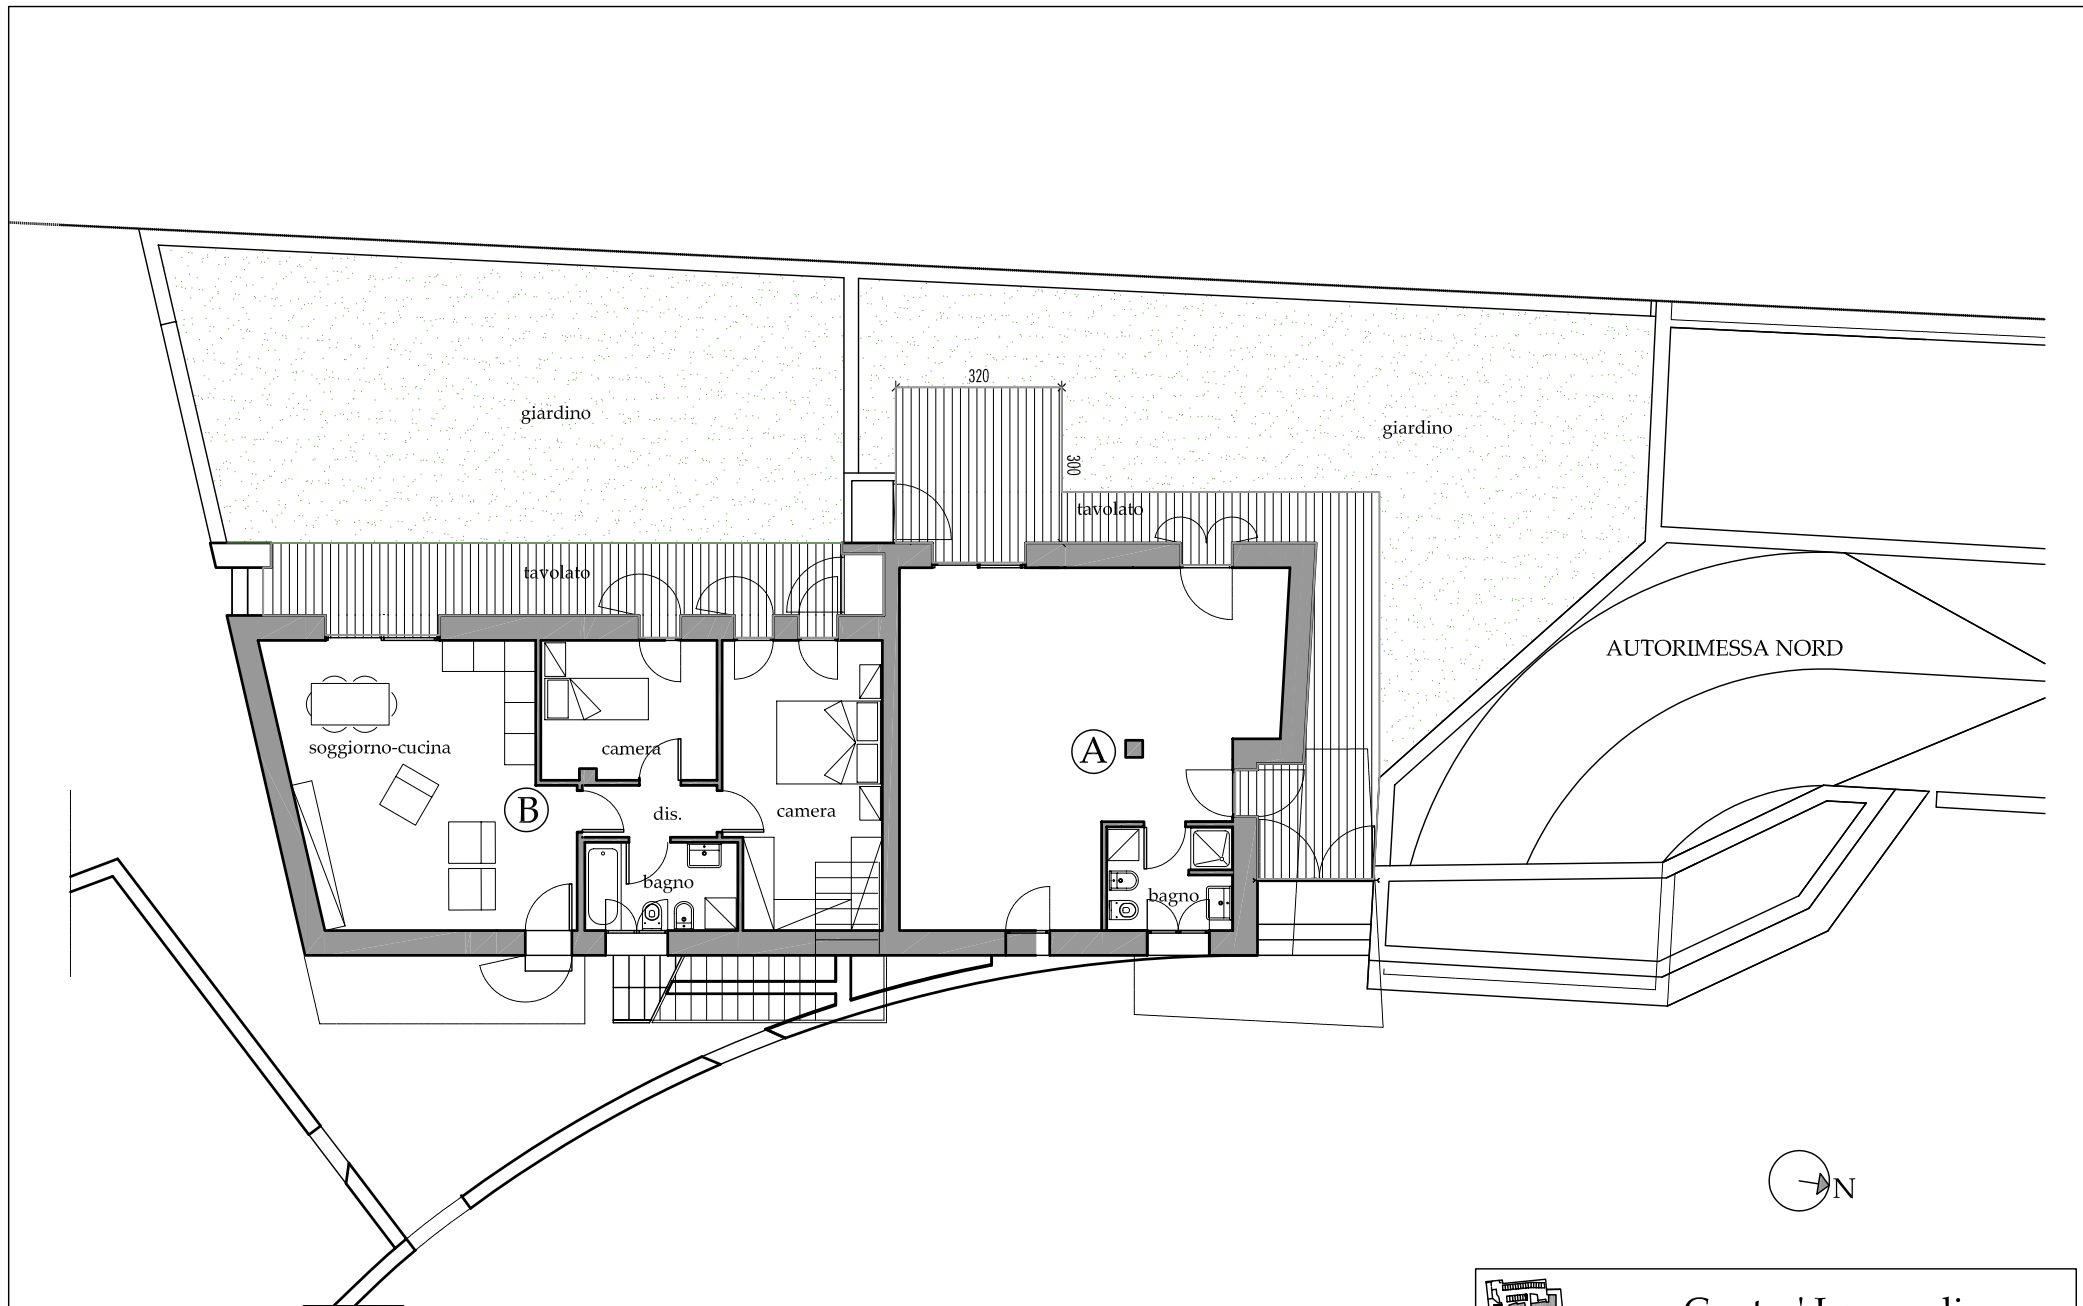 320
giardino
giardino
300
tavolato
tavolato
AUTORIMESSA NORD
soggiorno-cucina
camera
A
B
dis.
camera
bagno
bagno
N